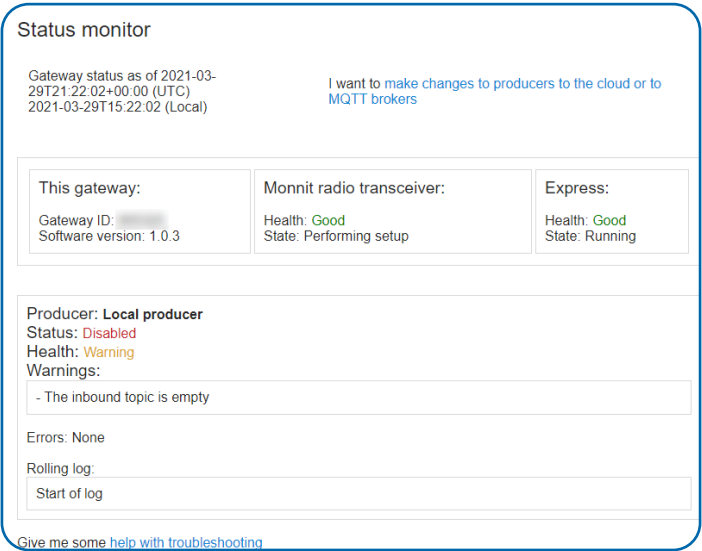 Status monitor
Gateway status as of 2021-03-
29T21:22:02+00:00 (UTC)
2021-03-29T15:22:02 (Local)
I want to make changes to producers to the cloud or to
MQTT brokers
This gateway:
Gateway ID:
Software version: 1.0.3
Monnit radio transceiver:
Health: Good
State: Performing setup
Express:
Health: Good
State: Running
Producer: Local producer
Status: Disabled
Health: Warning
Warnings:
- The inbound topic is empty
Errors: None
Rolling log:
Start of log
Give me some help with troubleshooting